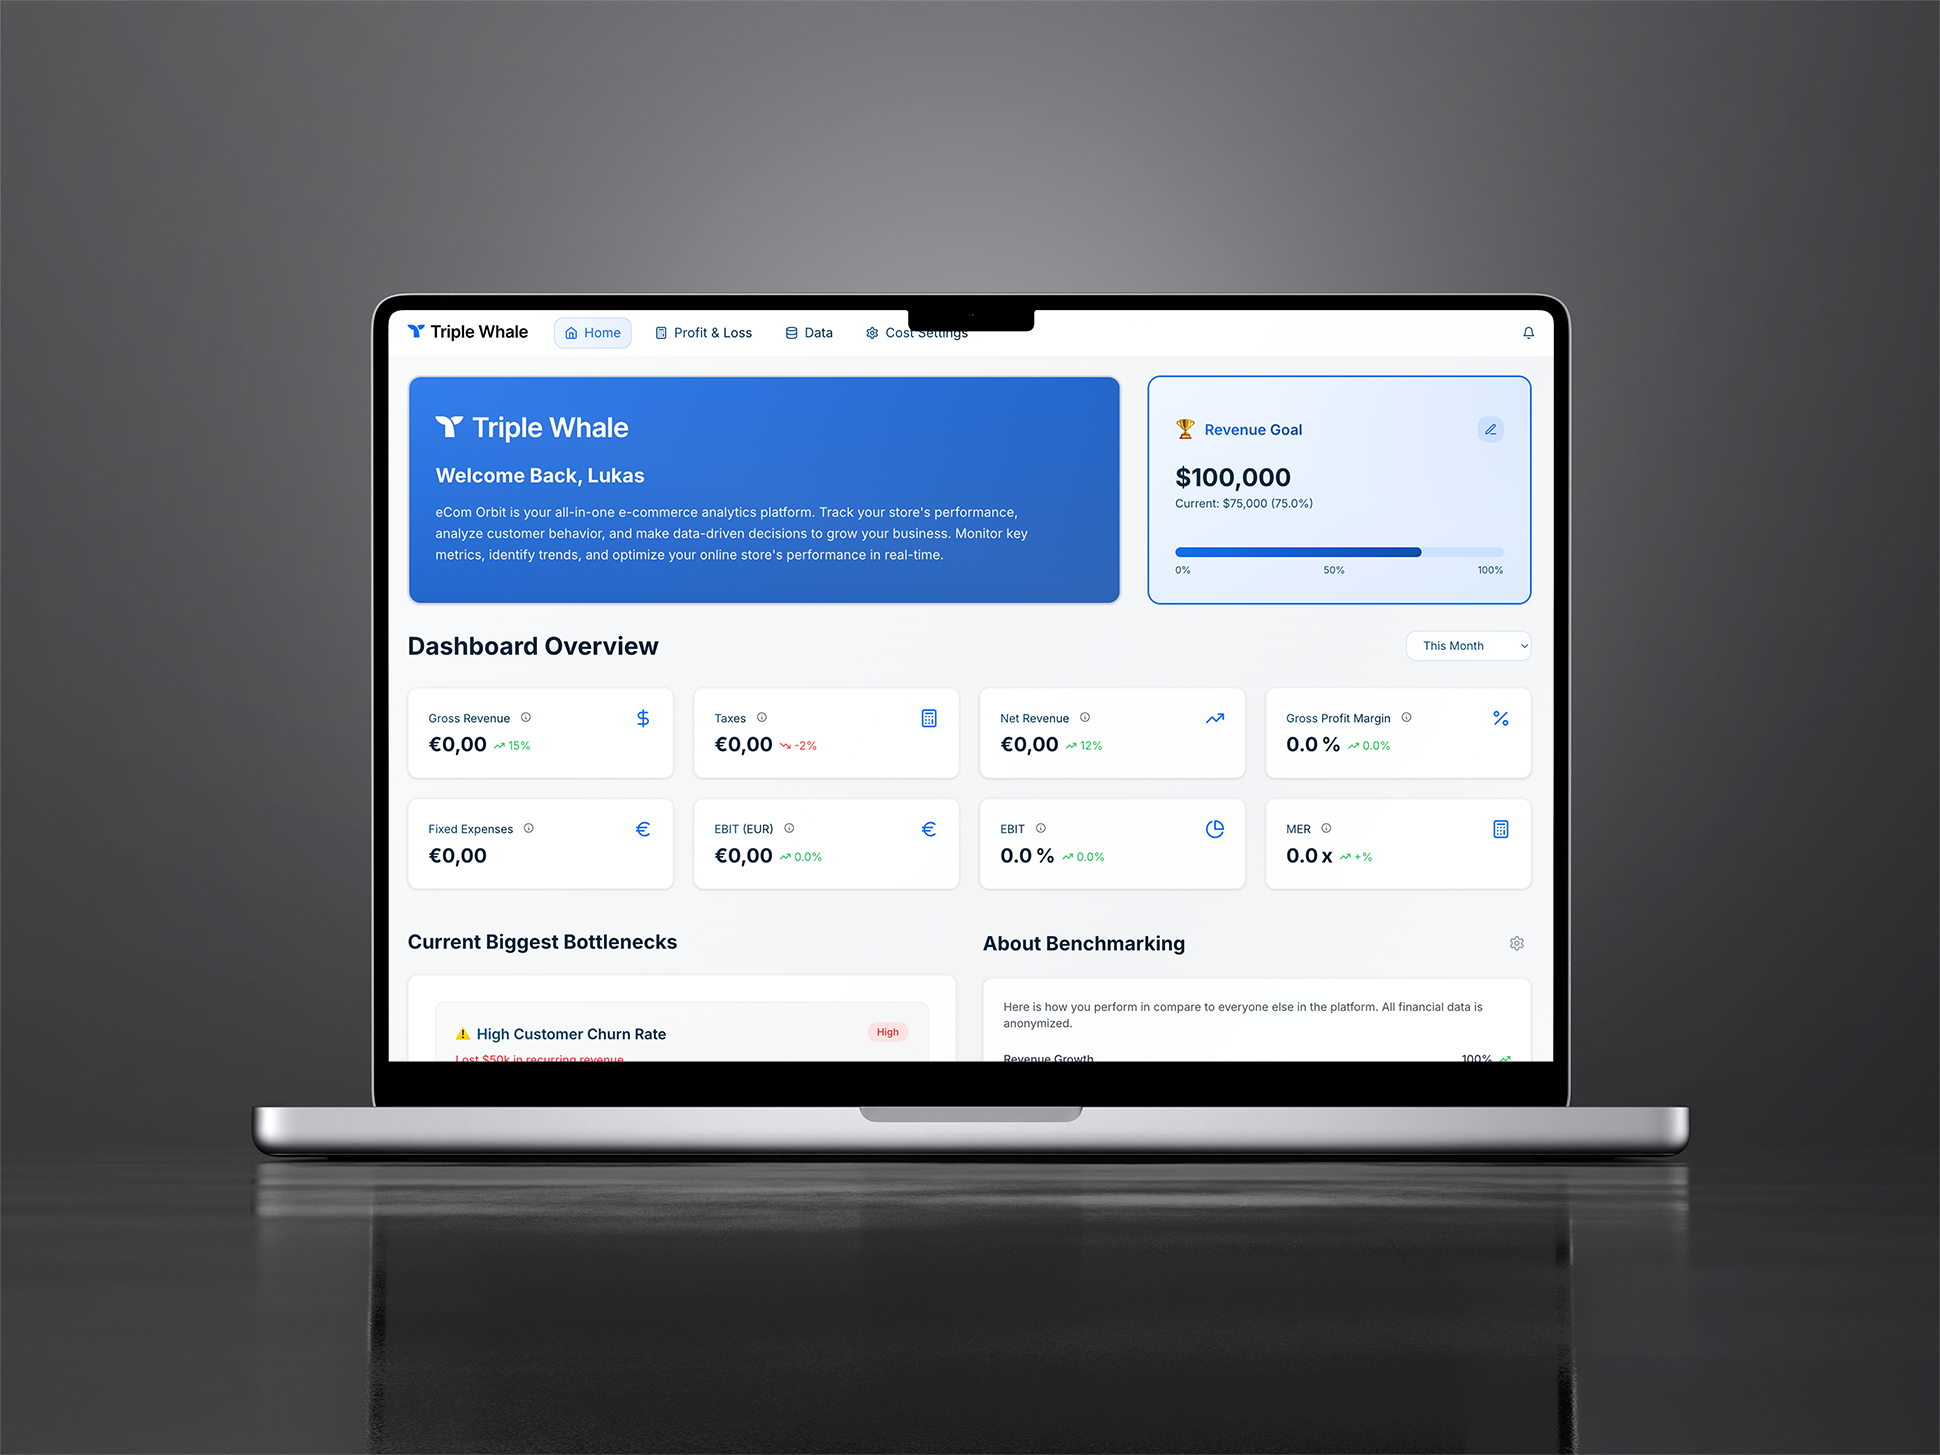 Triple Whale
Home
Profit & Loss
Data
Cost Settings
Triple Whale
Welcome Back, Lukas
eCom Orbit is your all-in-one e-commerce analytics platform. Track your store's performance,
analyze customer behavior, and make data-driven decisions to grow your business. Monitor key
metrics, identify trends, and optimize your online store's performance in real-time.
Revenue Goal
$100,000
Current: $75,000 (75.0%)
0%
50%
100%
Dashboard Overview
This Month
Gross Revenue
€0,00 15%
Taxes
€0,00 -2%
Net Revenue
€0,00 12%
Gross Profit Margin
0.0 % 0.0%
Fixed Expenses
€0,00
EBIT (EUR)
€0,00 0.0%
EBIT
0.0 % 0.0%
MER
0.0 x +%
Current Biggest Bottlenecks
High Customer Churn Rate
High
Lost $50k in recurring revenue
About Benchmarking
Here is how you perform in compare to everyone else in the platform. All financial data is
anonymized.
Revenue Growth
100%